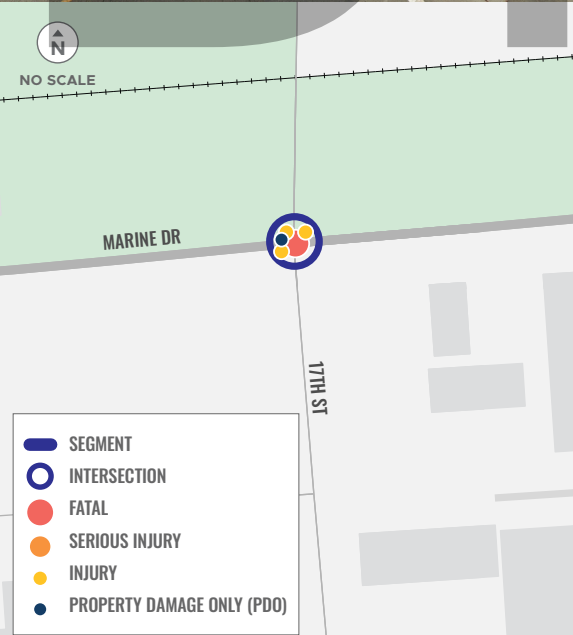 N
NO SCALE
MARINE DR
17TH ST
SEGMENT
INTERSECTION
FATAL
SERIOUS INJURY
INJURY
PROPERTY DAMAGE ONLY (PDO)